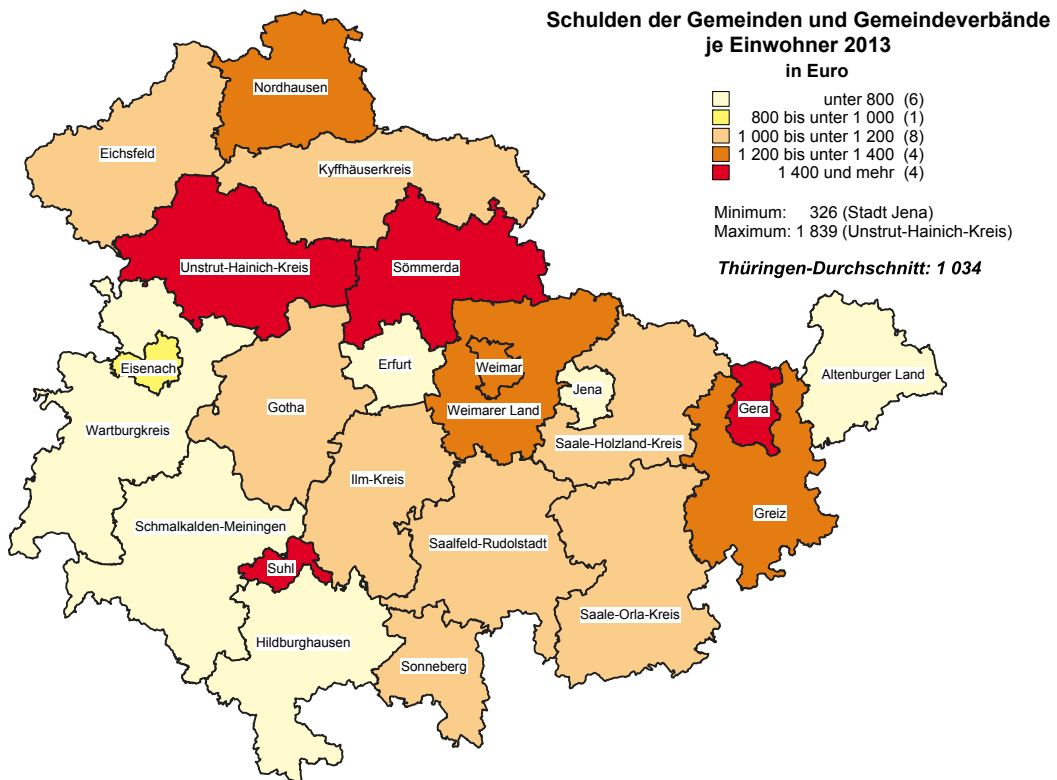 Schulden der Gemeinden und Gemeindeverbände
je Einwohner 2013
in Euro
unter 800 (6)
800 bis unter 1 000 (1)
1 000 bis unter 1 200 (8)
1 200 bis unter 1 400 (4)
1 400 und mehr (4)
Minimum: 326 (Stadt Jena)
Maximum: 1 839 (Unstrut-Hainich-Kreis)
Thüringen-Durchschnitt: 1 034
Nordhausen
Eichsfeld
Kyffhäuserkreis
Unstrut-Hainich-Kreis
Sömmerda
Eisenach
Erfurt
Weimar
Jena
Altenburger Land
Gotha
Weimarer Land
Gera
Wartburgkreis
Saale-Holzland-Kreis
Ilm-Kreis
Greiz
Schmalkalden-Meiningen
Saalfeld-Rudolstadt
Suhl
Saale-Orla-Kreis
Hildburghausen
Sonneberg